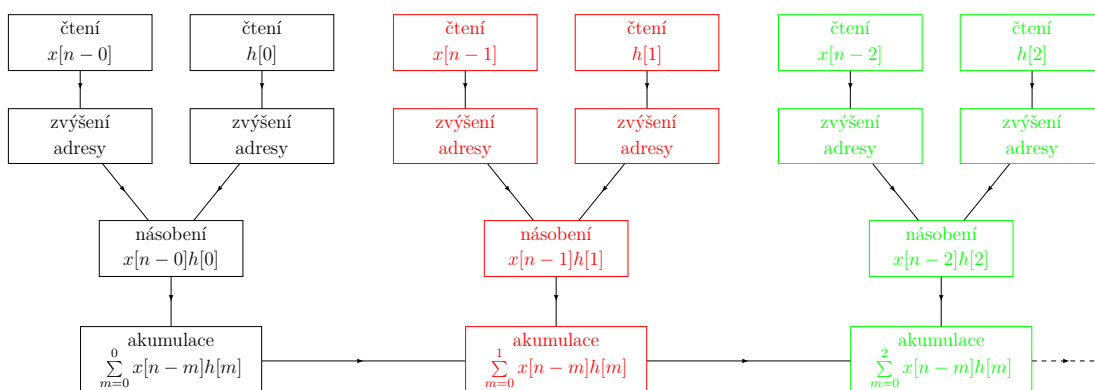 čtení
x[n − 0]
čtení
h[0]
čtení
x[n − 1]
čtení
h[1]
čtení
x[n − 2]
čtení
h[2]
zvýšení
adresy
zvýšení
adresy
zvýšení
adresy
zvýšení
adresy
zvýšení
adresy
zvýšení
adresy
násobení
x[n − 0]h[0]
násobení
x[n − 1]h[1]
násobení
x[n − 2]h[2]
akumulace
0∑m=0 x[n − m]h[m]
akumulace
1∑m=0 x[n − m]h[m]
akumulace
2∑m=0 x[n − m]h[m]